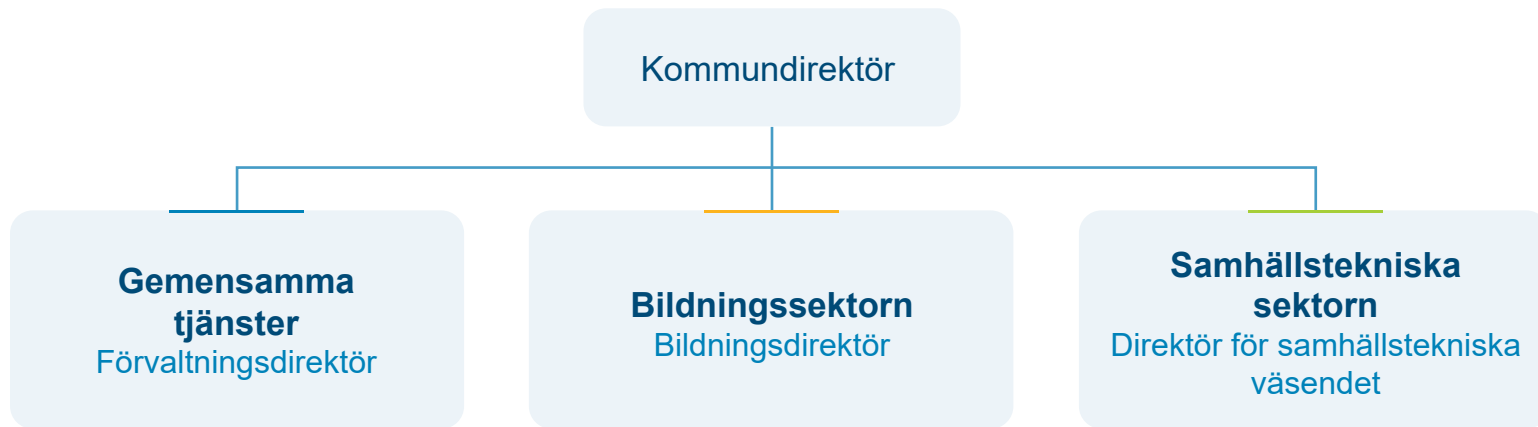 Kommundirektör
Gemensamma
tjänster
Förvaltningsdirektör
Bildningssektorn
Bildningsdirektör
Samhällstekniska
sektorn
Direktör för samhällstekniska
väsendet